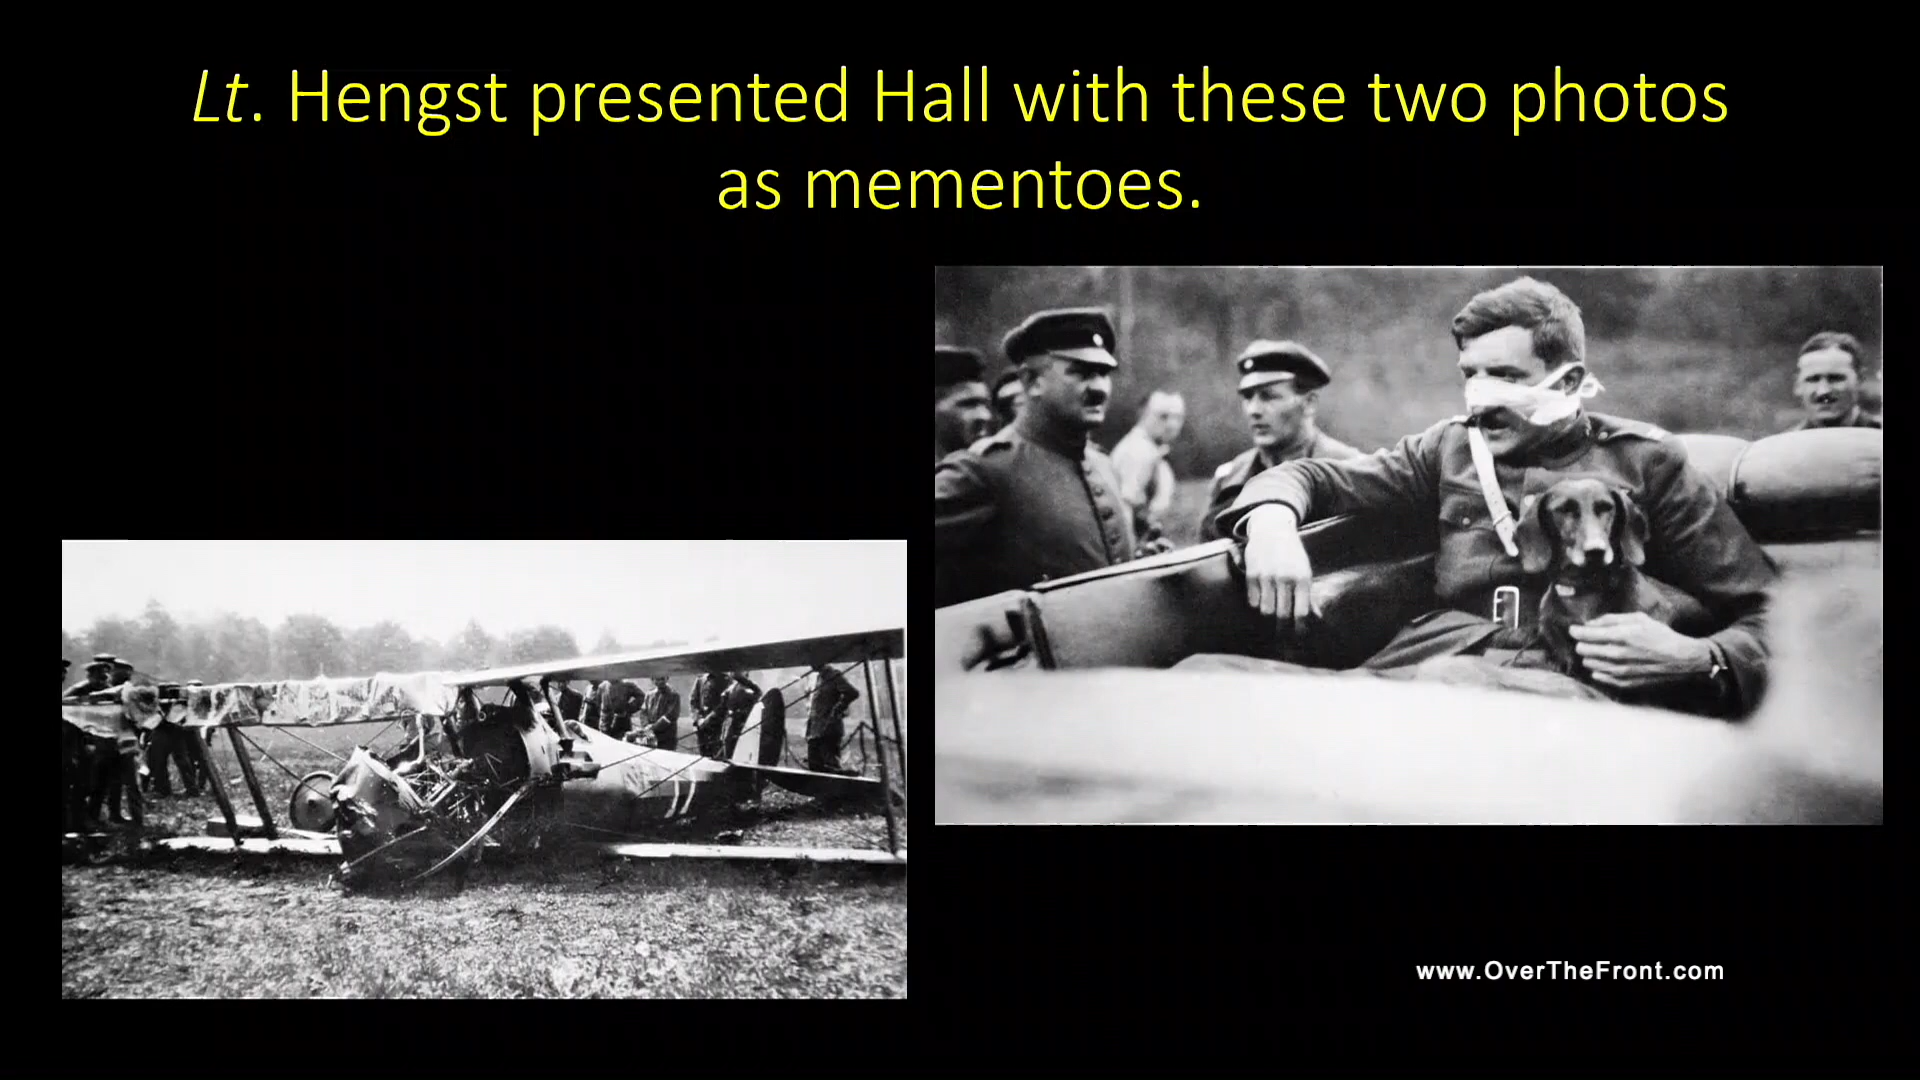 Lt. Hengst presented Hall with these two photos
as mementoes.
www.OverTheFront.com